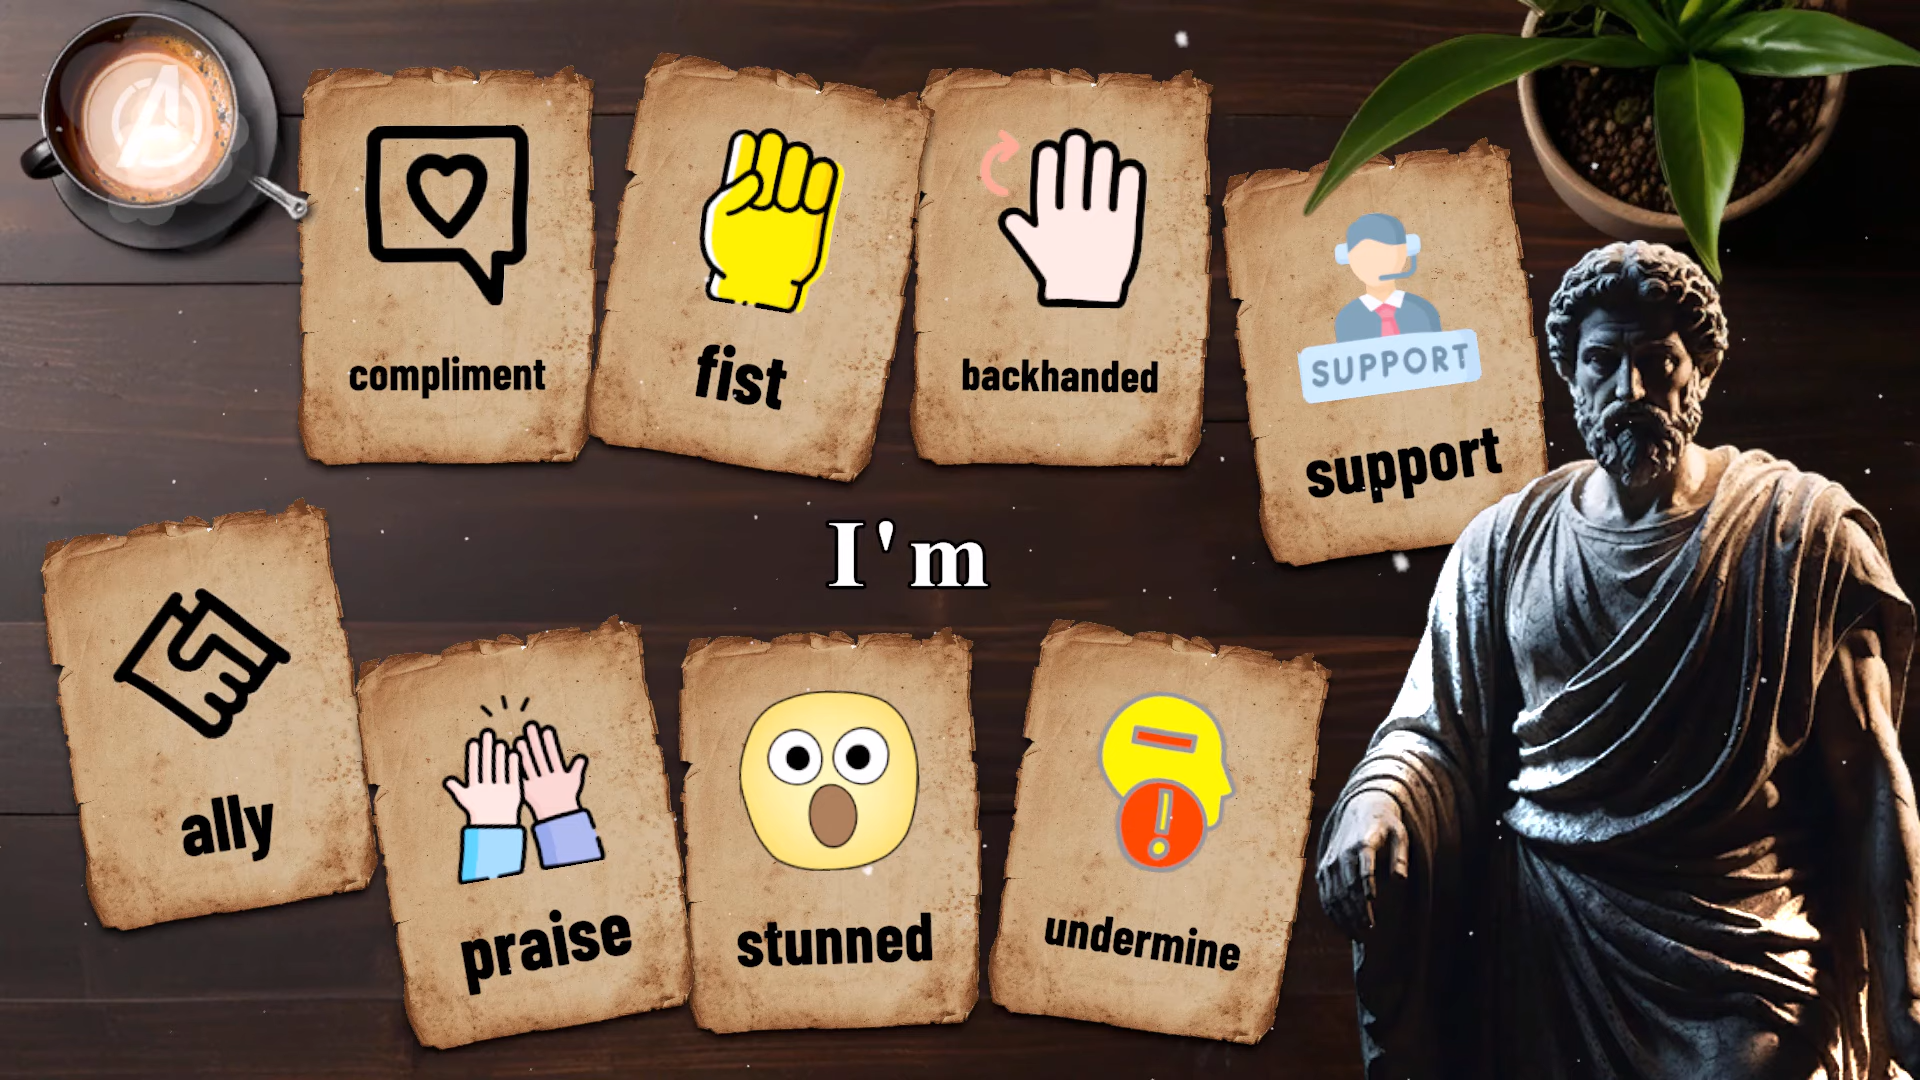 compliment
fist
backhanded
SUPPORT
support
I'm
ally
praise
stunned
undermine